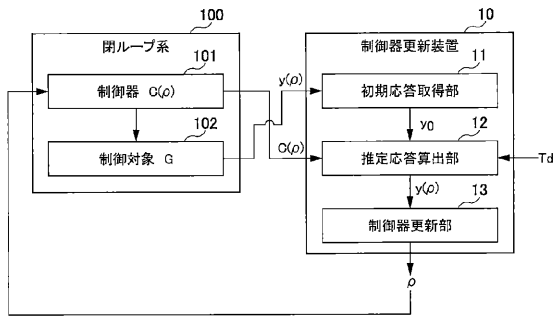 100
閉ループ系
101
制御器 C(ρ)
102
制御対象 G
y(ρ)
C(ρ)
10
制御器更新装置
11
初期応答取得部
y0
12
推定応答算出部
Td
y(ρ)
13
制御器更新部
ρ